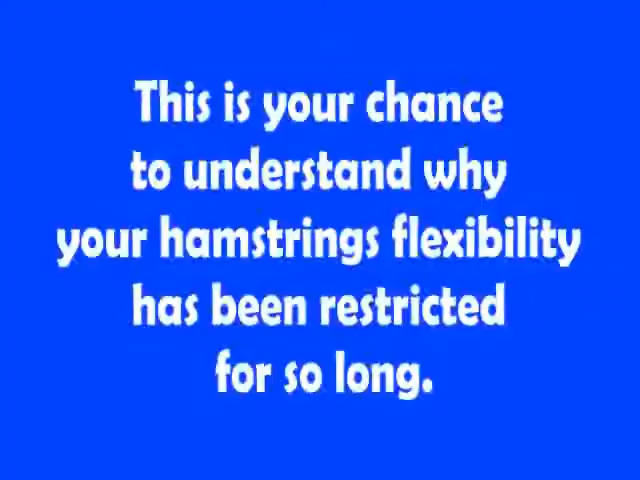 This is your chance
to understand why
your hamstrings flexibility
has been restricted
for so long.